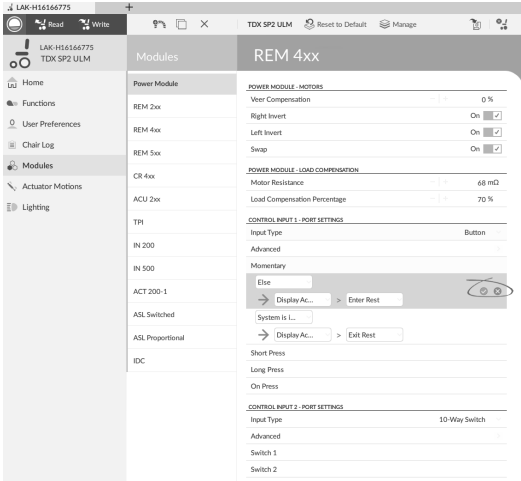 LAK-H16166775
Read
Write
TDX SP2 ULM
Reset to Default
Manage
LAK-H16166775
TDX SP2 ULM
Home
Functions
User Preferences
Chair Log
Modules
Actuator Motions
Lighting
Modules
Power Module
REM 2xx
REM 4xx
REM 5xx
CR 4xx
ACU 2xx
TPI
IN 200
IN 500
ACT 200-1
ASL Switched
ASL Proportional
IDC
REM 4xx
POWER MODULE - MOTORS
Veer Compensation 0 %
Right Invert On
Left Invert On
Swap On
POWER MODULE - LOAD COMPENSATION
Motor Resistance 68 mΩ
Load Compensation Percentage 70 %
CONTROL INPUT 1 - PORT SETTINGS
Input Type Button
Advanced
Momentary
Else
Display Ac... > Enter Rest
System is i...
Display Ac... > Exit Rest
Short Press
Long Press
On Press
CONTROL INPUT 2 - PORT SETTINGS
Input Type 10-Way Switch
Advanced
Switch 1
Switch 2